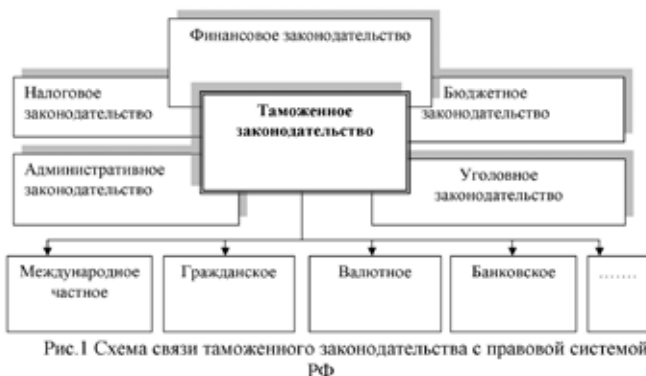 Финансовое законодательство
Налоговое
законодательство
Бюджетное
законодательство
Таможенное
законодательство
Административное
законодательство
Уголовное
законодательство
Международное
частное
Гражданское
Валютное
Банковское
…….
Рис.1 Схема связи таможенного законодательства с правовой системой
РФ